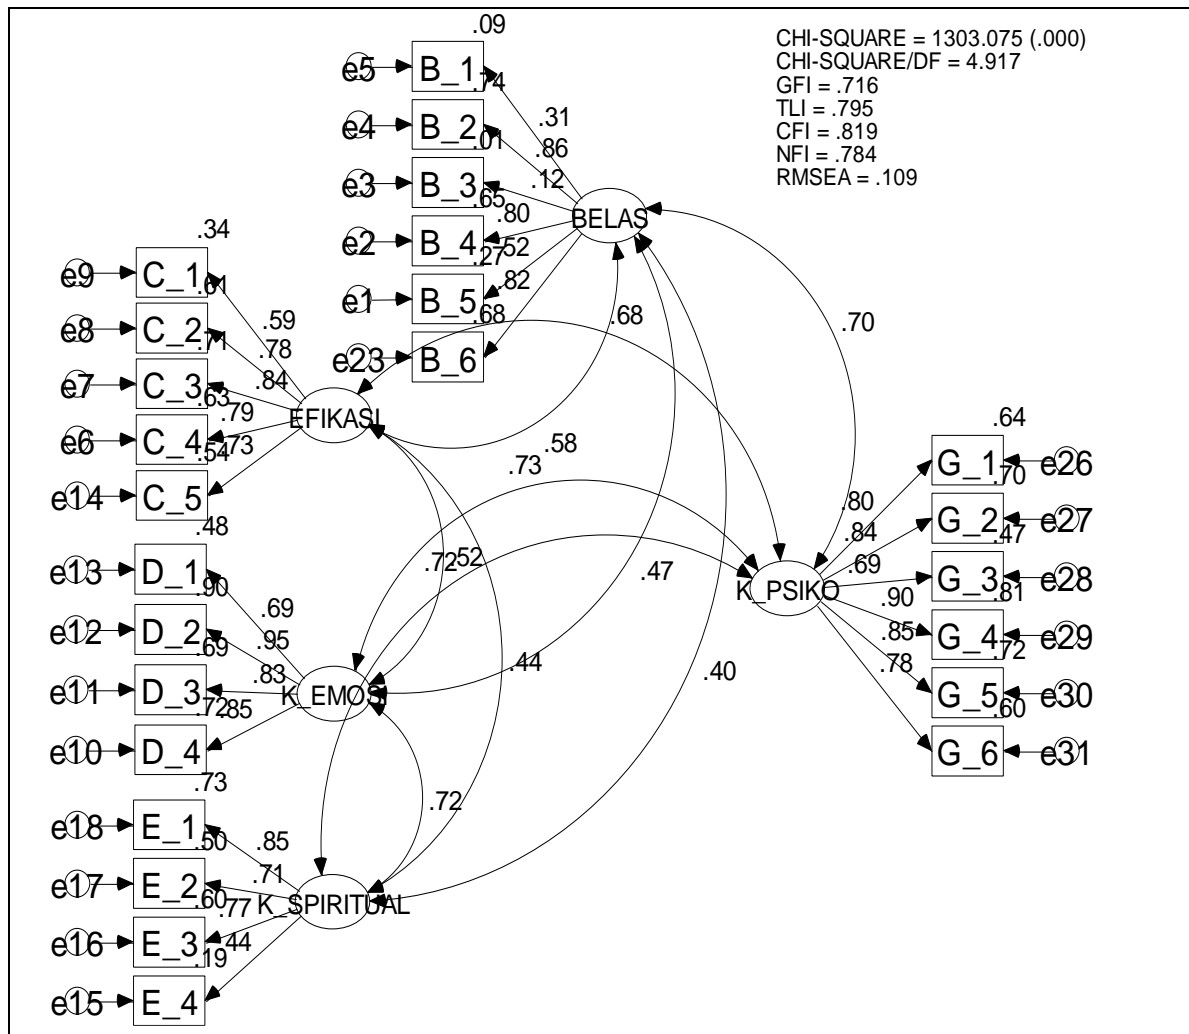 CHI-SQUARE = 1303.075 (.000)
CHI-SQUARE/DF = 4.917
GFI = .716
TLI = .795
CFI = .819
NFI = .784
RMSEA = .109
.09
e5 B_1
.74
e4 B_2
.01
e3 B_3
.65
e2 B_4
.27
e1 B_5
.68
e23 B_6
.31
.86
.12
.80
.52
.82
BELAS
.34
e9 C_1
.61
e8 C_2
.71
e7 C_3
.63
e6 C_4
.54
e14 C_5
.59
.78
.84
.79
.73
EFIKASI
.48
e13 D_1
.90
e12 D_2
.69
e11 D_3
.72
e10 D_4
.69
.95
.83
.85
K_EMOSI
.73
e18 E_1
.50
e17 E_2
.60
e16 E_3
.19
e15 E_4
.85
.71
.77
.44
K_SPIRITUAL
.64
G_1 e26
.70
G_2 e27
.47
G_3 e28
.81
G_4 e29
.72
G_5 e30
.60
G_6 e31
.80
.84
.69
.90
.85
.78
K_PSIKO
.68
.70
.58
.73
.72
.52
.47
.44
.40
.72